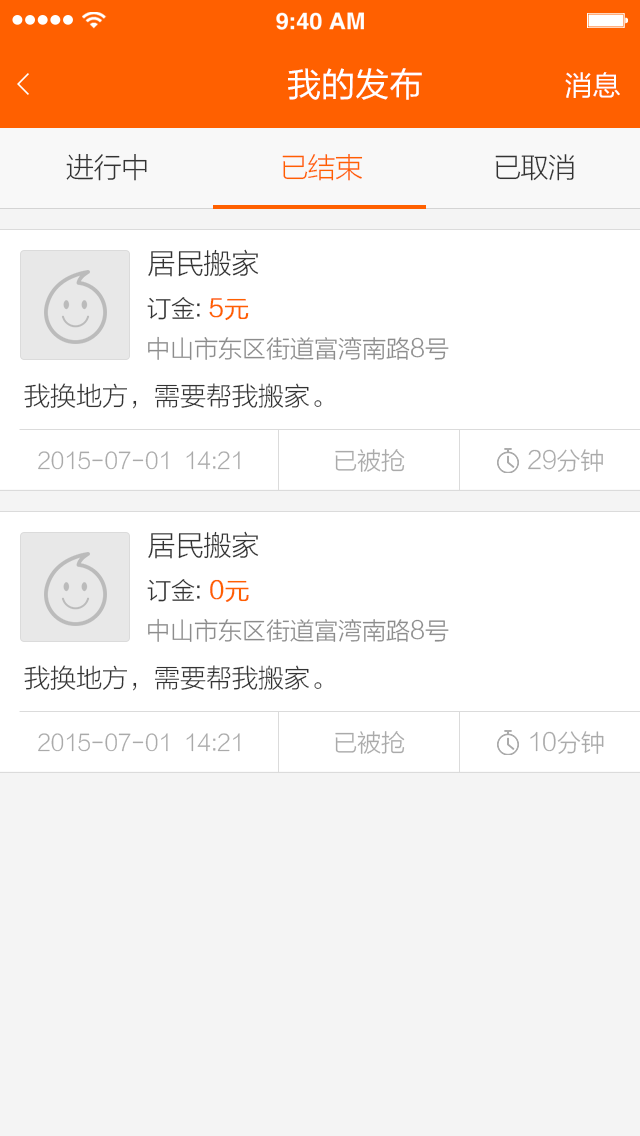 9:40 AM
我的发布 消息
进行中 已结束 已取消
居民搬家
订金: 5元
中山市东区街道富湾南路8号
我换地方，需要帮我搬家。
2015-07-01 14:21 已被抢 29分钟
居民搬家
订金: 0元
中山市东区街道富湾南路8号
我换地方，需要帮我搬家。
2015-07-01 14:21 已被抢 10分钟